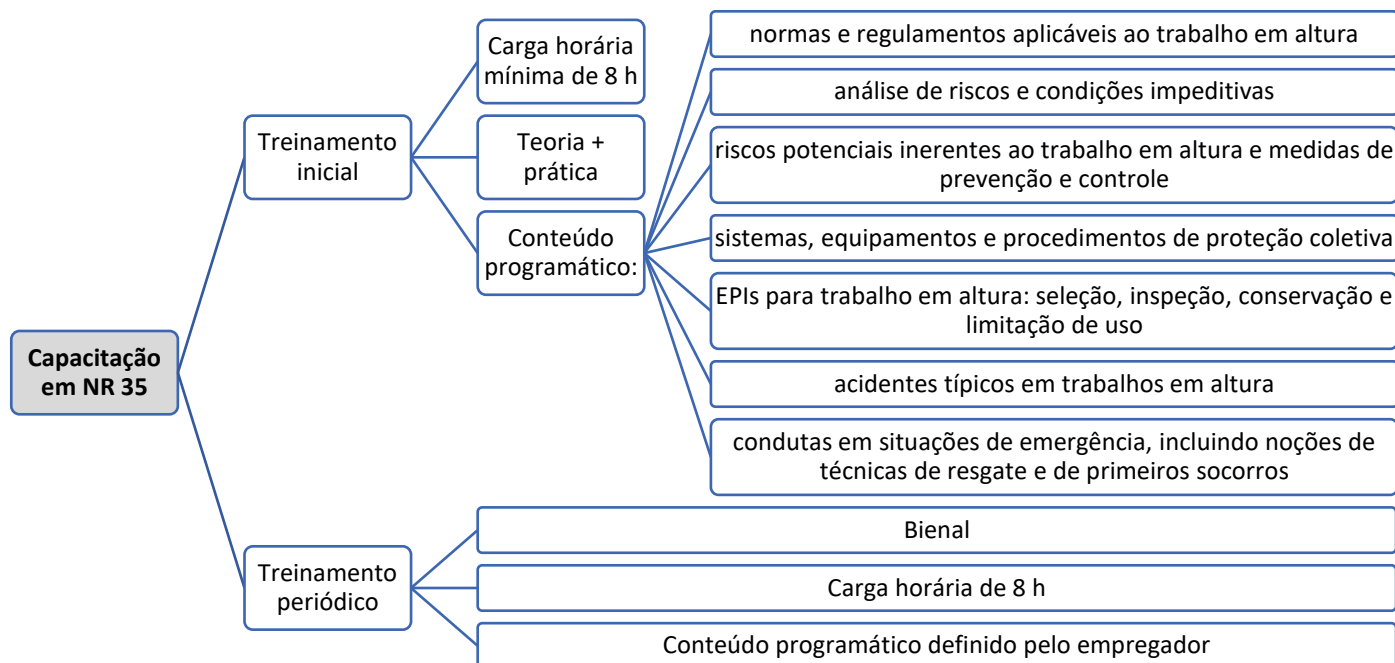 Capacitação
em NR 35
Treinamento
inicial
Carga horária
mínima de 8 h
Teoria +
prática
Conteúdo
programático:
normas e regulamentos aplicáveis ao trabalho em altura
análise de riscos e condições impeditivas
riscos potenciais inerentes ao trabalho em altura e medidas de
prevenção e controle
sistemas, equipamentos e procedimentos de proteção coletiva
EPIs para trabalho em altura: seleção, inspeção, conservação e
limitação de uso
acidentes típicos em trabalhos em altura
condutas em situações de emergência, incluindo noções de
técnicas de resgate e de primeiros socorros
Treinamento
periódico
Bienal
Carga horária de 8 h
Conteúdo programático definido pelo empregador